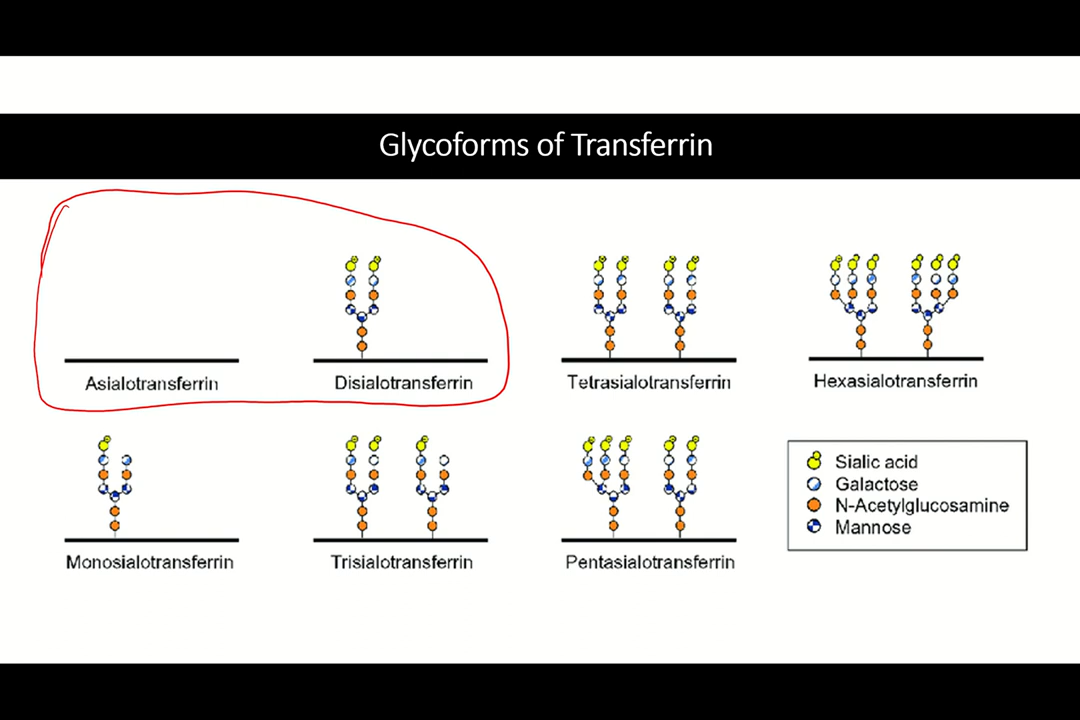 Glycoforms of Transferrin
Asialotransferrin
Disialotransferrin
Tetrasialotransferrin
Hexasialotransferrin
Monosialotransferrin
Trisialotransferrin
Pentasialotransferrin
Sialic acid
Galactose
N-Acetylglucosamine
Mannose